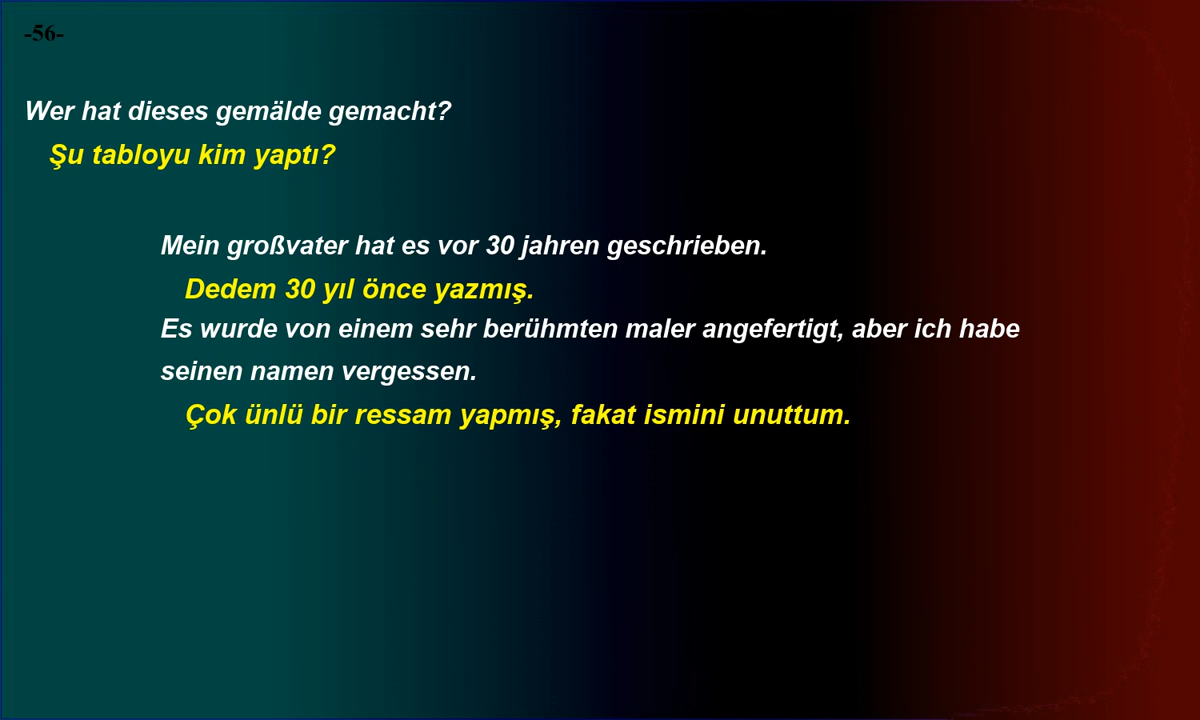 -56-
Wer hat dieses gemälde gemacht?
Şu tabloyu kim yaptı?
Mein großvater hat es vor 30 jahren geschrieben.
Dedem 30 yıl önce yazmış.
Es wurde von einem sehr berühmten maler angefertigt, aber ich habe
seinen namen vergessen.
Çok ünlü bir ressam yapmış, fakat ismini unuttum.